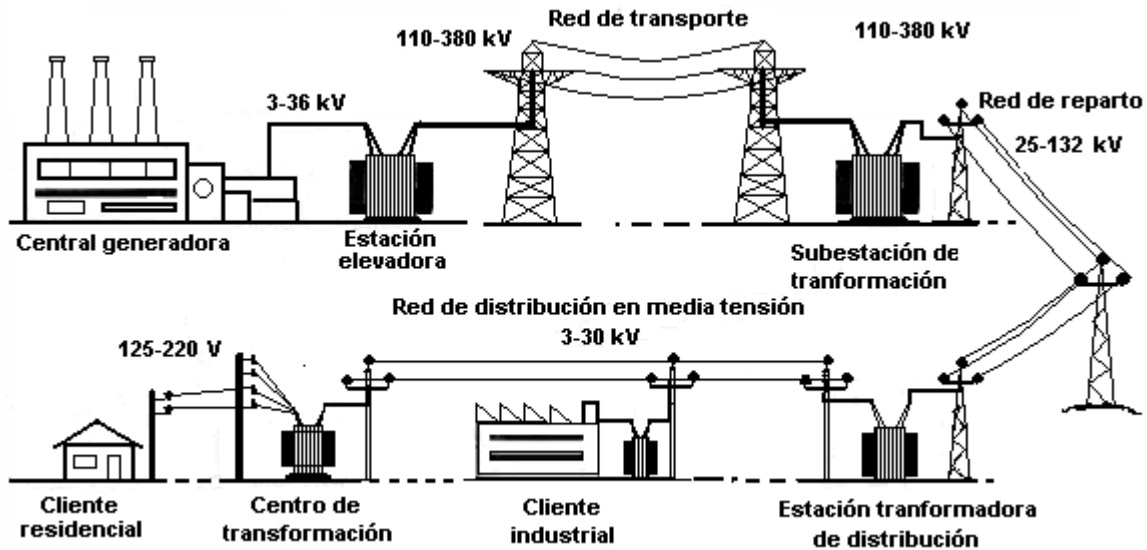 Red de transporte
110-380 kV
110-380 kV
3-36 kV
Red de reparto
25-132 kV
Central generadora
Estación
elevadora
Subestación de
tranformación
Red de distribución en media tensión
3-30 kV
125-220 V
Cliente
residencial
Centro de
transformación
Cliente
industrial
Estación tranformadora
de distribución